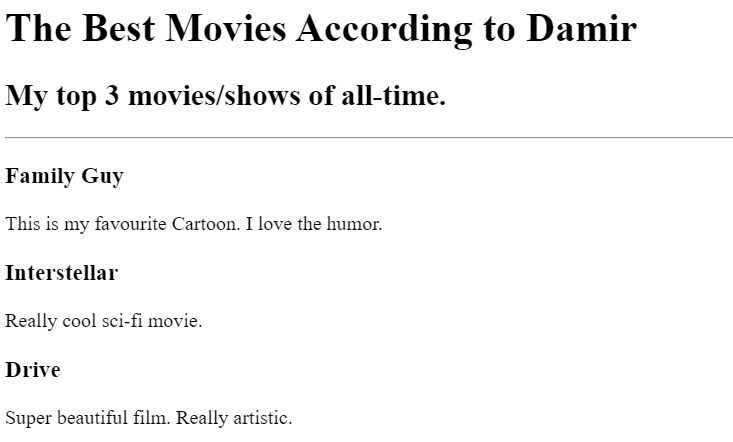 The Best Movies According to Damir
My top 3 movies/shows of all-time.
Family Guy
This is my favourite Cartoon. I love the humor.
Interstellar
Really cool sci-fi movie.
Drive
Super beautiful film. Really artistic.